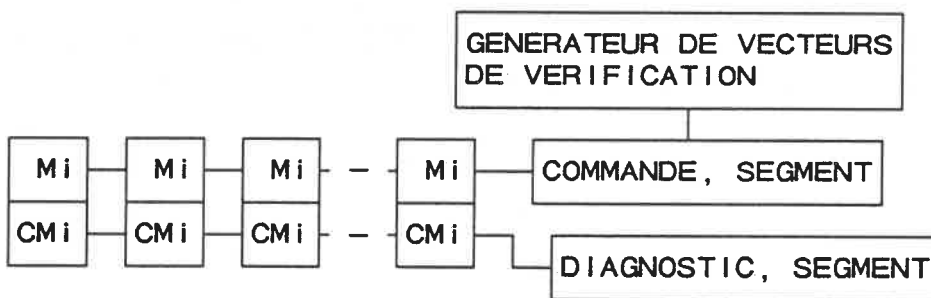 GENERATEUR DE VECTEURS
DE VERIFICATION
Mi Mi Mi Mi COMMANDE, SEGMENT
CMi CMi CMi CMi
DIAGNOSTIC, SEGMENT